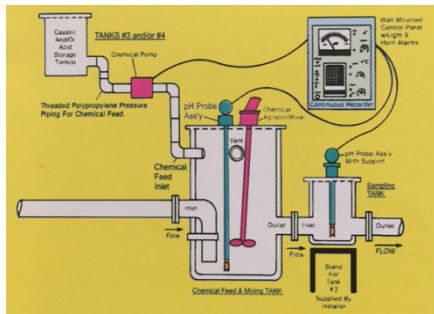 Caustic
And/Or
Acid
Storage
Tank(s)
TANKS #3 and/or #4
Chemical Pump
Threaded Polypropylene Pressure
Piping For Chemical Feed.
pH Probe
Ass'y
Chemical
Agitator/Mixer
Vent
Chemical
Feed
Inlet
Wall Mounted
Control Panel
w/Light &
Horn Alarms
Continuous Recorder
pH Probe Ass'y
With Support
Sampling
TANK
Inlet
Flow
Outlet
Flow
Inlet
Outlet
FLOW
Chemical Feed & Mixing TANK
Stand
For
Tank
#3
Supplied By
Installer